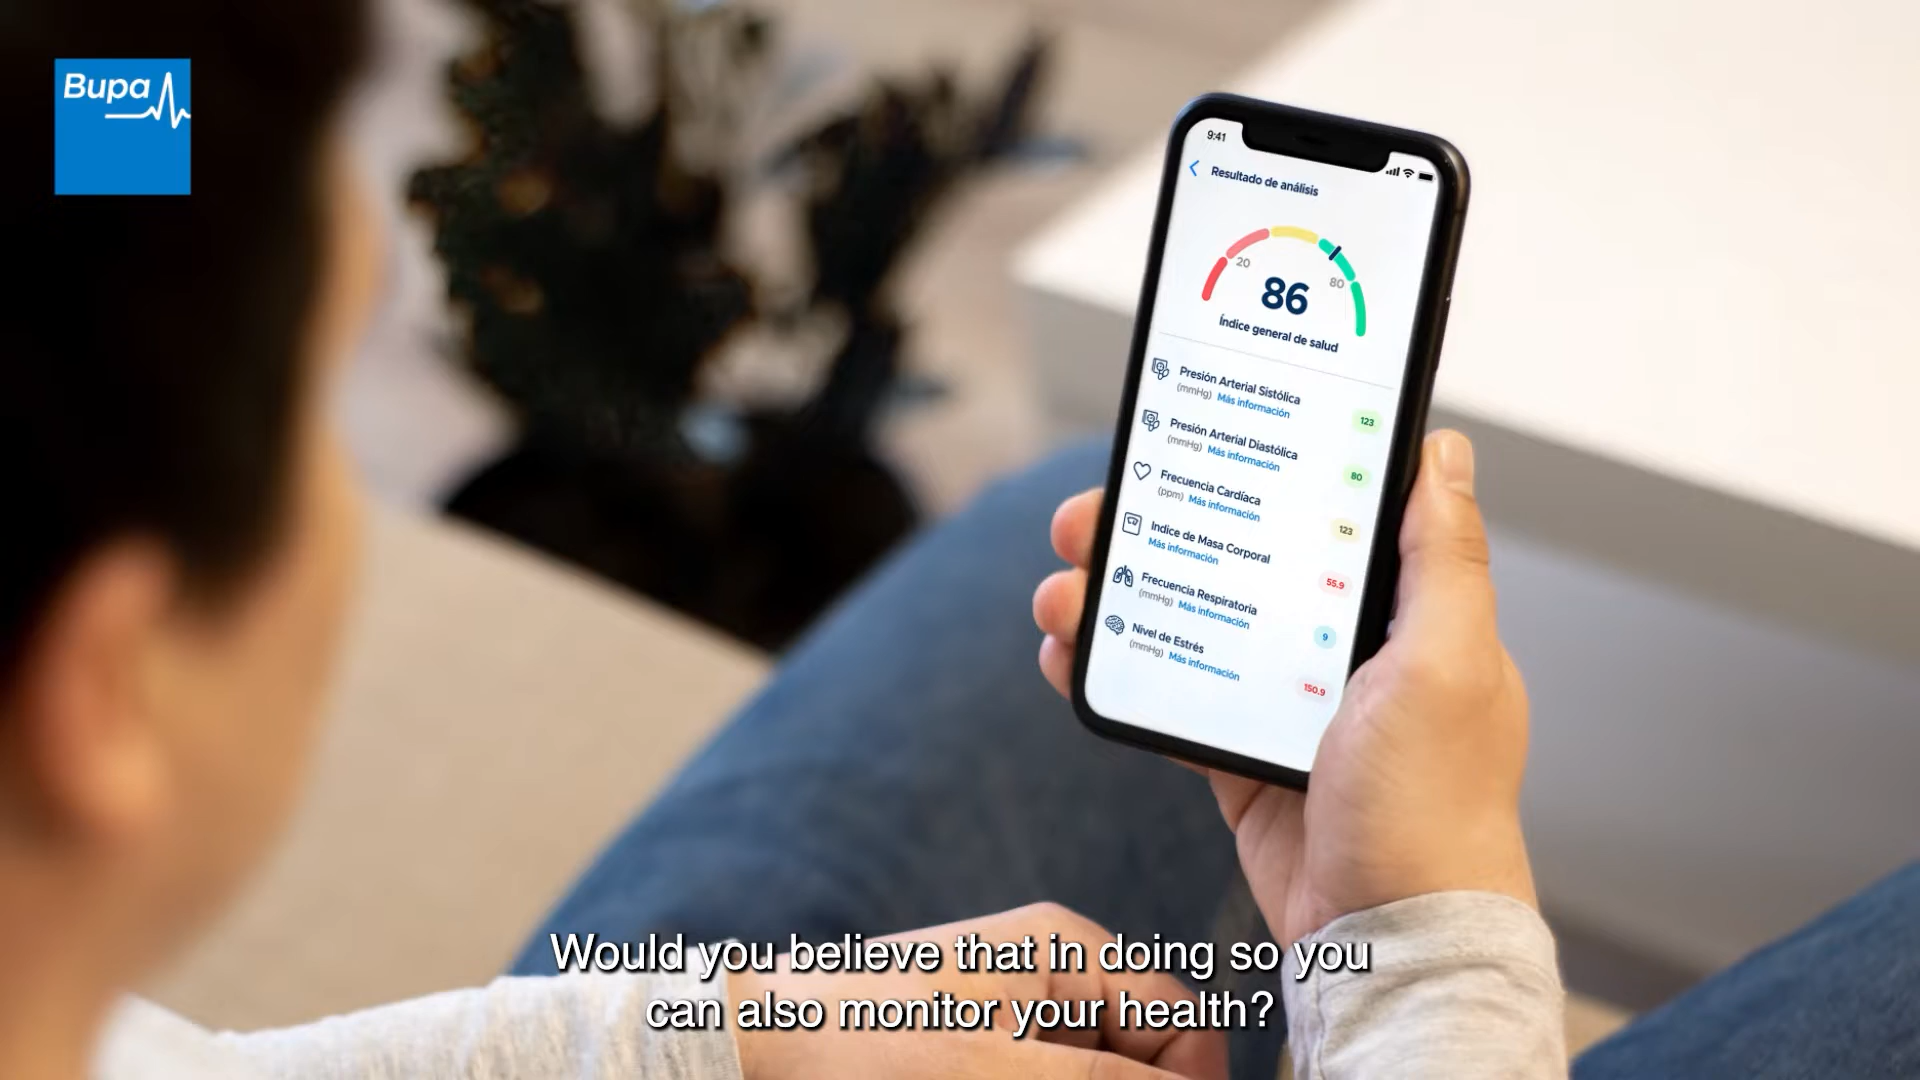 Bupa
9:41
Resultado de análisis
20
80
86
Índice general de salud
Presión Arterial Sistólica
(mmHg) Más información
123
Presión Arterial Diastólica
(mmHg) Más información
80
Frecuencia Cardíaca
(ppm) Más información
123
Indice de Masa Corporal
Más información
55.9
Frecuencia Respiratoria
(mmHg) Más información
9
Nivel de Estrés
(mmHg) Más información
150.9
Would you believe that in doing so you
can also monitor your health?